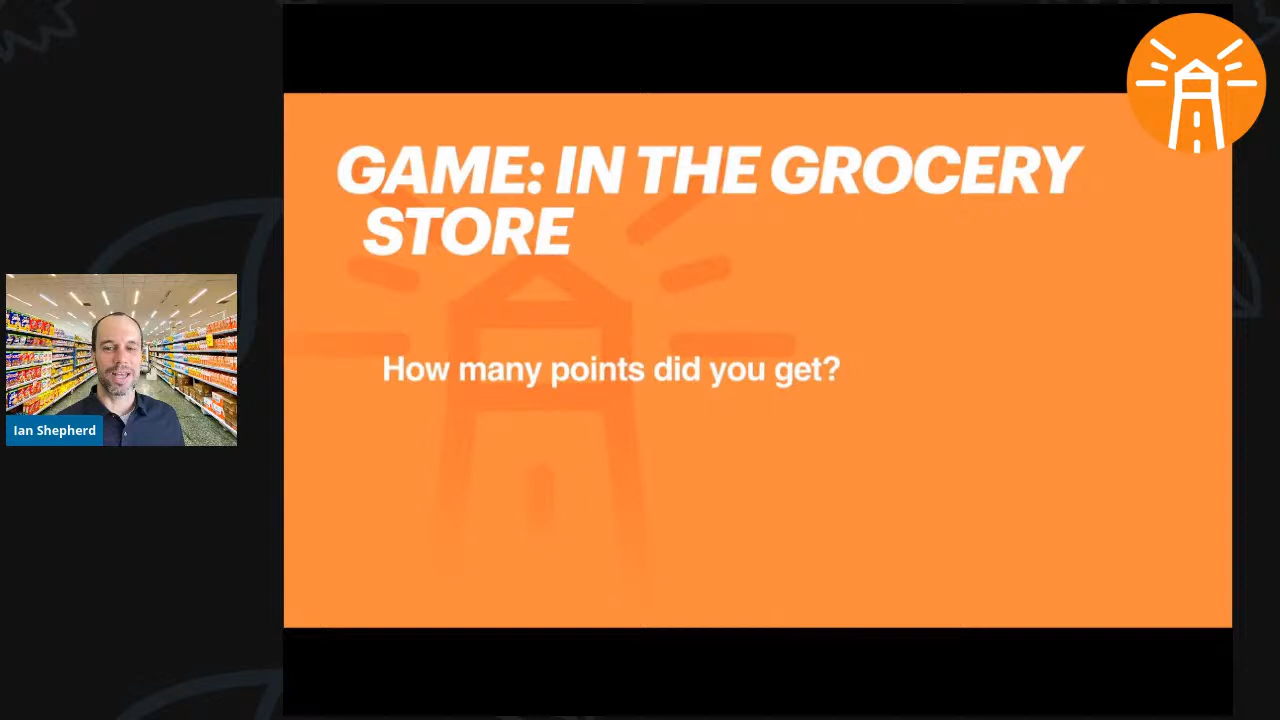 GAME: IN THE GROCERY
STORE
How many points did you get?
Ian Shepherd